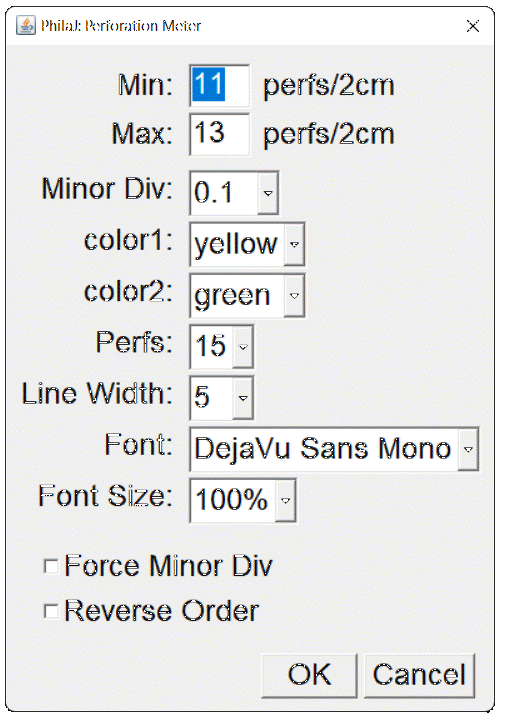 PhilaJ: Perforation Meter
Min: 11 perfs/2cm
Max: 13 perfs/2cm
Minor Div: 0.1
color1: yellow
color2: green
Perfs: 15
Line Width: 5
Font: DejaVu Sans Mono
Font Size: 100%
Force Minor Div
Reverse Order
OK Cancel